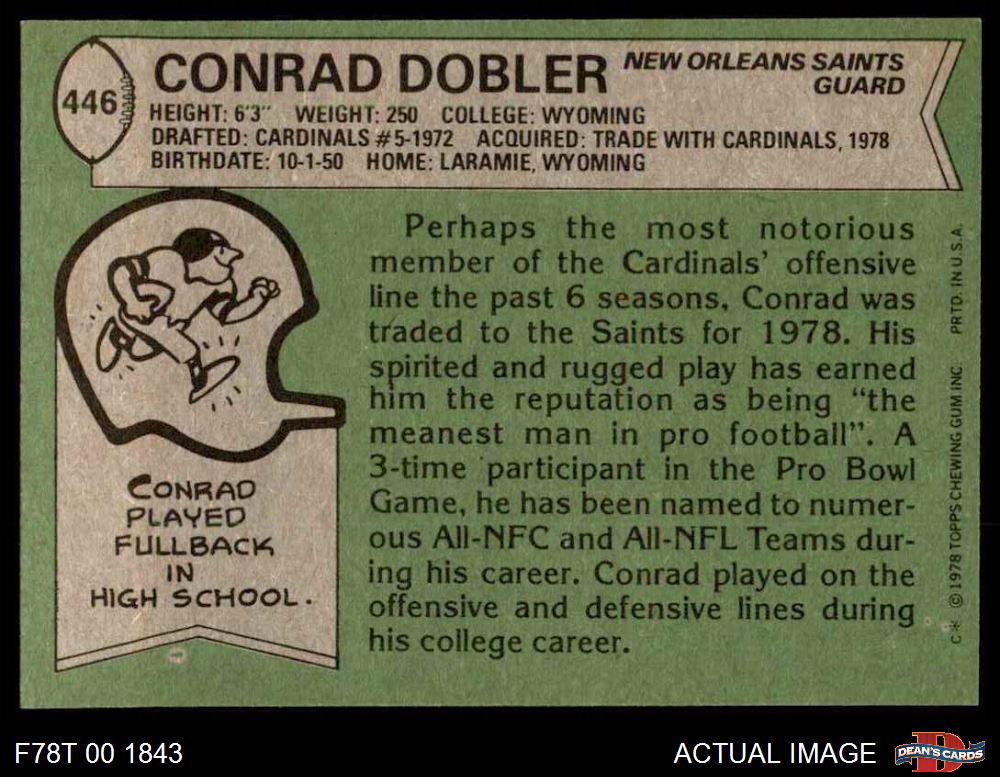 446
CONRAD DOBLER
NEW ORLEANS SAINTS
GUARD
HEIGHT: 6'3" WEIGHT: 250 COLLEGE: WYOMING
DRAFTED: CARDINALS #5-1972 ACQUIRED: TRADE WITH CARDINALS, 1978
BIRTHDATE: 10-1-50 HOME: LARAMIE, WYOMING
CONRAD
PLAYED
FULLBACK
IN
HIGH SCHOOL.
Perhaps the most notorious
member of the Cardinals' offensive
line the past 6 seasons, Conrad was
traded to the Saints for 1978. His
spirited and rugged play has earned
him the reputation as being “the
meanest man in pro football”. A
3-time participant in the Pro Bowl
Game, he has been named to numer-
ous All-NFC and All-NFL Teams dur-
ing his career. Conrad played on the
offensive and defensive lines during
his college career.
C* © 1978 TOPPS CHEWING GUM INC. PRTD. IN U.S.A.
F78T 00 1843
ACTUAL IMAGE
D
DEAN'S CARDS